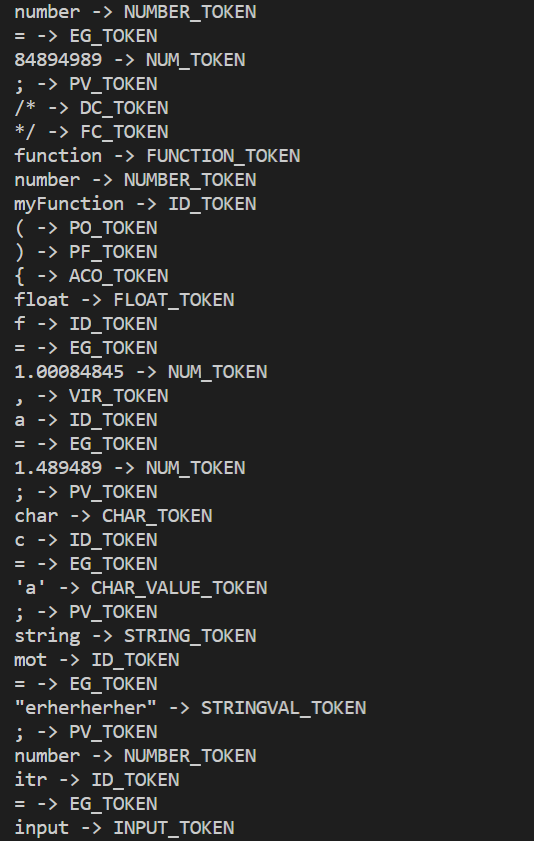 number -> NUMBER_TOKEN
= -> EG_TOKEN
84894989 -> NUM_TOKEN
; -> PV_TOKEN
/* -> DC_TOKEN
*/ -> FC_TOKEN
function -> FUNCTION_TOKEN
number -> NUMBER_TOKEN
myFunction -> ID_TOKEN
( -> PO_TOKEN
) -> PF_TOKEN
{ -> ACO_TOKEN
float -> FLOAT_TOKEN
f -> ID_TOKEN
= -> EG_TOKEN
1.00084845 -> NUM_TOKEN
, -> VIR_TOKEN
a -> ID_TOKEN
= -> EG_TOKEN
1.489489 -> NUM_TOKEN
; -> PV_TOKEN
char -> CHAR_TOKEN
c -> ID_TOKEN
= -> EG_TOKEN
'a' -> CHAR_VALUE_TOKEN
; -> PV_TOKEN
string -> STRING_TOKEN
mot -> ID_TOKEN
= -> EG_TOKEN
"erherherher" -> STRINGVAL_TOKEN
; -> PV_TOKEN
number -> NUMBER_TOKEN
itr -> ID_TOKEN
= -> EG_TOKEN
input -> INPUT_TOKEN